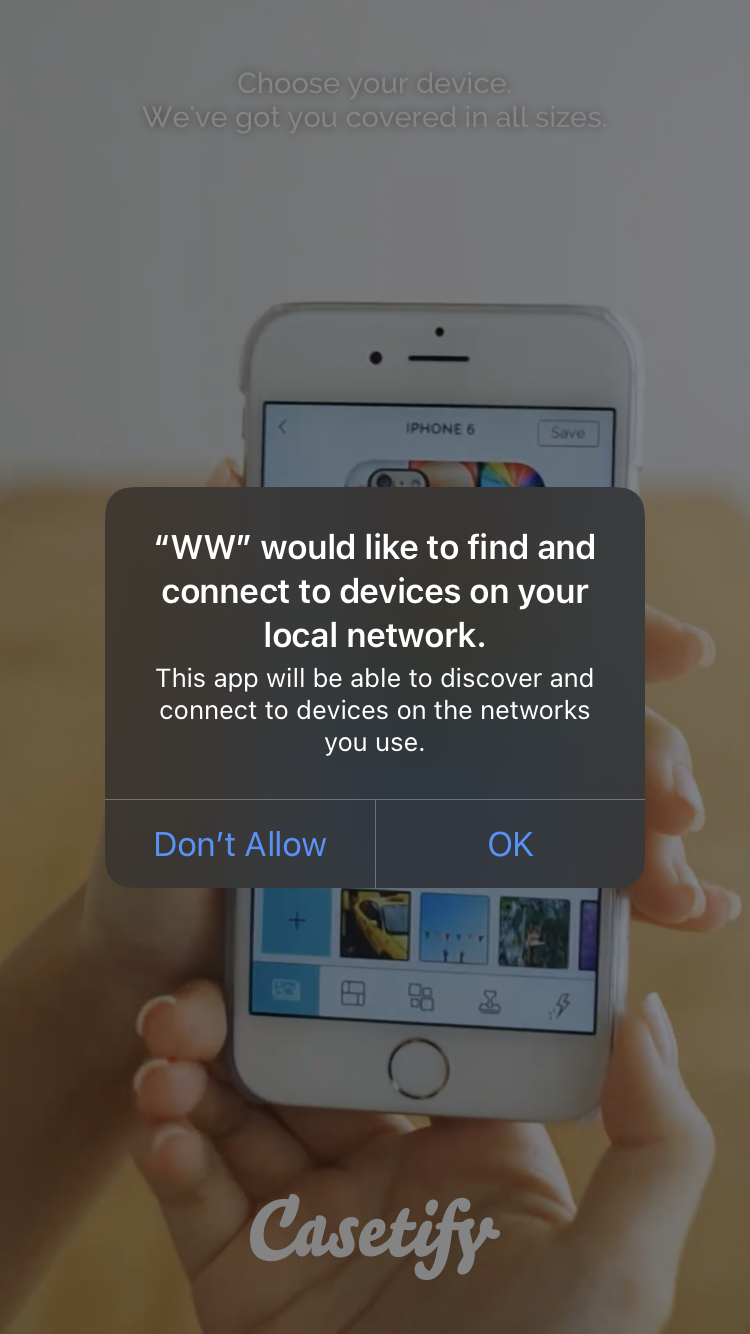 Choose your device.
We've got you covered in all sizes.
IPHONE 6
Save
“WW” would like to find and
connect to devices on your
local network.
This app will be able to discover and
connect to devices on the networks
you use.
Don’t Allow
OK
Casetify